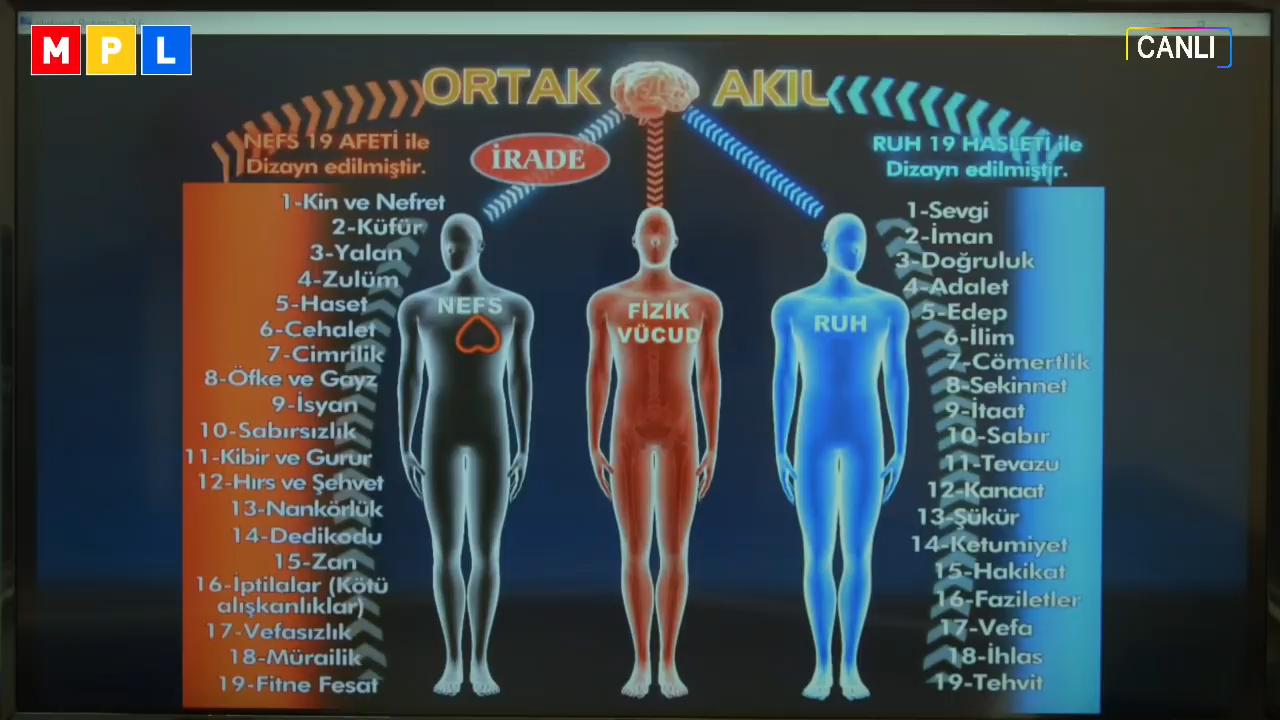 MPL
CANLI
ORTAK AKIL
İRADE
NEFS 19 AFETİ ile
Dizayn edilmiştir.
1-Kin ve Nefret
2-Küfür
3-Yalan
4-Zulüm
5-Haset
6-Cehalet
7-Cimrilik
8-Öfke ve Gayz
9-İsyan
10-Sabırsızlık
11-Kibir ve Gurur
12-Hırs ve Şehvet
13-Nankörlük
14-Dedikodu
15-Zan
16-İptilalar (Kötü
alışkanlıklar)
17-Vefasızlık
18-Mürailik
19-Fitne Fesat
NEFS
FİZİK
VÜCUD
RUH
RUH 19 HASLETİ ile
Dizayn edilmiştir.
1-Sevgi
2-İman
3-Doğruluk
4-Adalet
5-Edep
6-İlim
7-Cömertlik
8-Sekinnet
9-İtaat
10-Sabır
11-Tevazu
12-Kanaat
13-Şükür
14-Ketumiyet
15-Hakikat
16-Faziletler
17-Vefa
18-İhlas
19-Tehvit